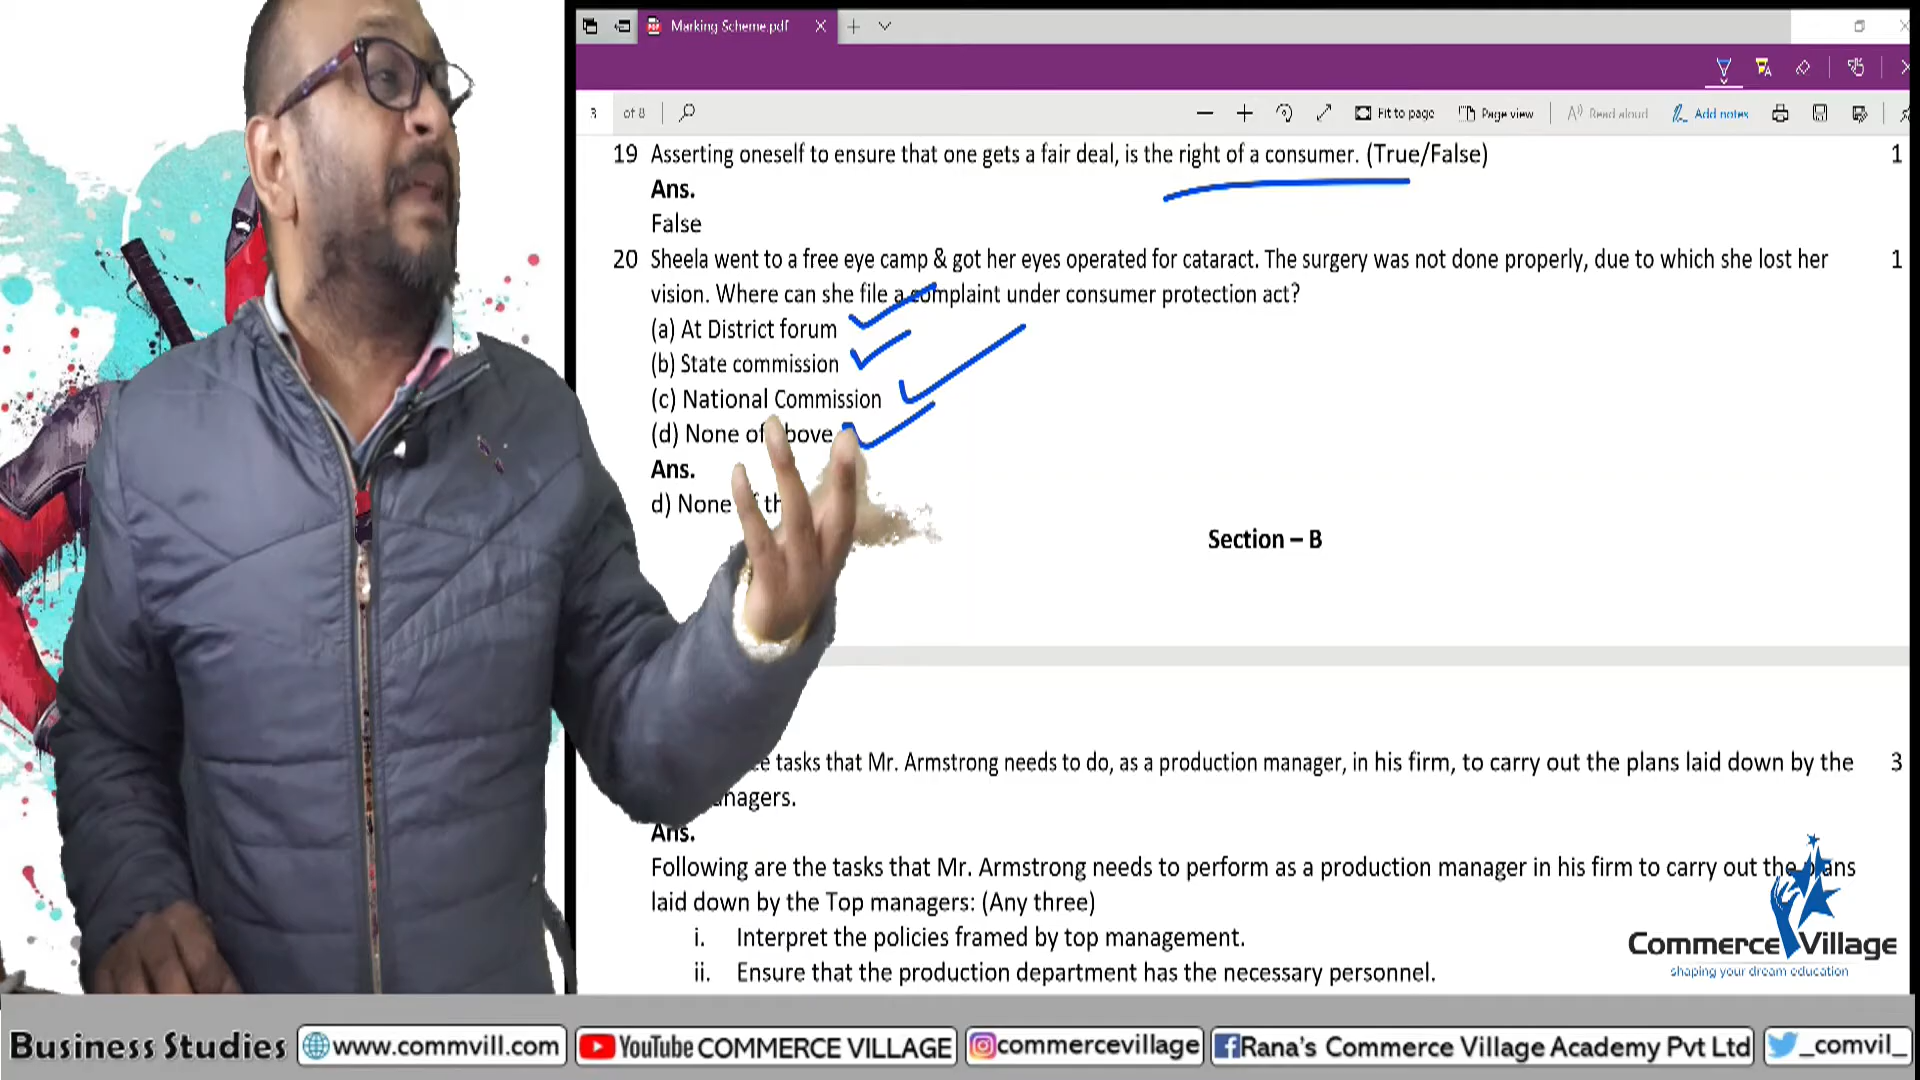 Marking Scheme.pdf
3 of 8
Fit to page
Page view
Read aloud
Add notes
19 Asserting oneself to ensure that one gets a fair deal, is the right of a consumer. (True/False) 1
Ans.
False
20 Sheela went to a free eye camp & got her eyes operated for cataract. The surgery was not done properly, due to which she lost her 1
vision. Where can she file a complaint under consumer protection act?
(a) At District forum
(b) State commission
(c) National Commission
(d) None of above
Ans.
d) None
Section – B
tasks that Mr. Armstrong needs to do, as a production manager, in his firm, to carry out the plans laid down by the 3
Ans.
Following are the tasks that Mr. Armstrong needs to perform as a production manager in his firm to carry out the plans
laid down by the Top managers: (Any three)
i. Interpret the policies framed by top management.
ii. Ensure that the production department has the necessary personnel.
Commerce Village
shaping your dream education
Business Studies
www.commvill.com
YouTube COMMERCE VILLAGE
commercevillage
Rana's Commerce Village Academy Pvt Ltd
_comvil_